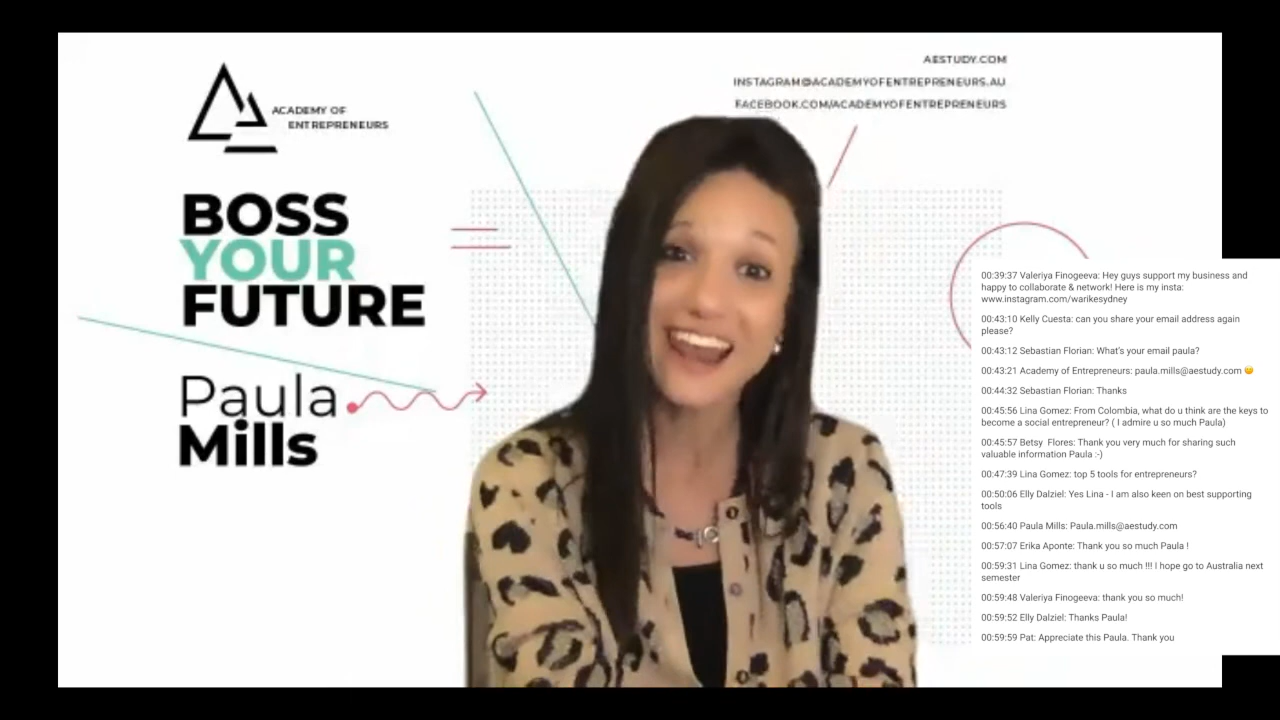 AESTUDY.COM
INSTAGRAM@ACADEMYOFENTREPRENEURS.AU
FACEBOOK.COM/ACADEMYOFENTREPRENEURS
ACADEMY OF
ENTREPRENEURS
BOSS
YOUR
FUTURE
Paula
Mills
00:39:37 Valeriya Finogeeva: Hey guys support my business and
happy to collaborate & network! Here is my insta:
www.instagram.com/warikesydney
00:43:10 Kelly Cuesta: can you share your email address again
please?
00:43:12 Sebastian Florian: What's your email paula?
00:43:21 Academy of Entrepreneurs: paula.mills@aestudy.com 😊
00:44:32 Sebastian Florian: Thanks
00:45:56 Lina Gomez: From Colombia, what do u think are the keys to
become a social entrepreneur? ( I admire u so much Paula)
00:45:57 Betsy  Flores: Thank you very much for sharing such
valuable information Paula :-)
00:47:39 Lina Gomez: top 5 tools for entrepreneurs?
00:50:06 Elly Dalziel: Yes Lina - I am also keen on best supporting
tools
00:56:40 Paula Mills: Paula.mills@aestudy.com
00:57:07 Erika Aponte: Thank you so much Paula !
00:59:31 Lina Gomez: thank u so much !!! I hope go to Australia next
semester
00:59:48 Valeriya Finogeeva: thank you so much!
00:59:52 Elly Dalziel: Thanks Paula!
00:59:59 Pat: Appreciate this Paula. Thank you